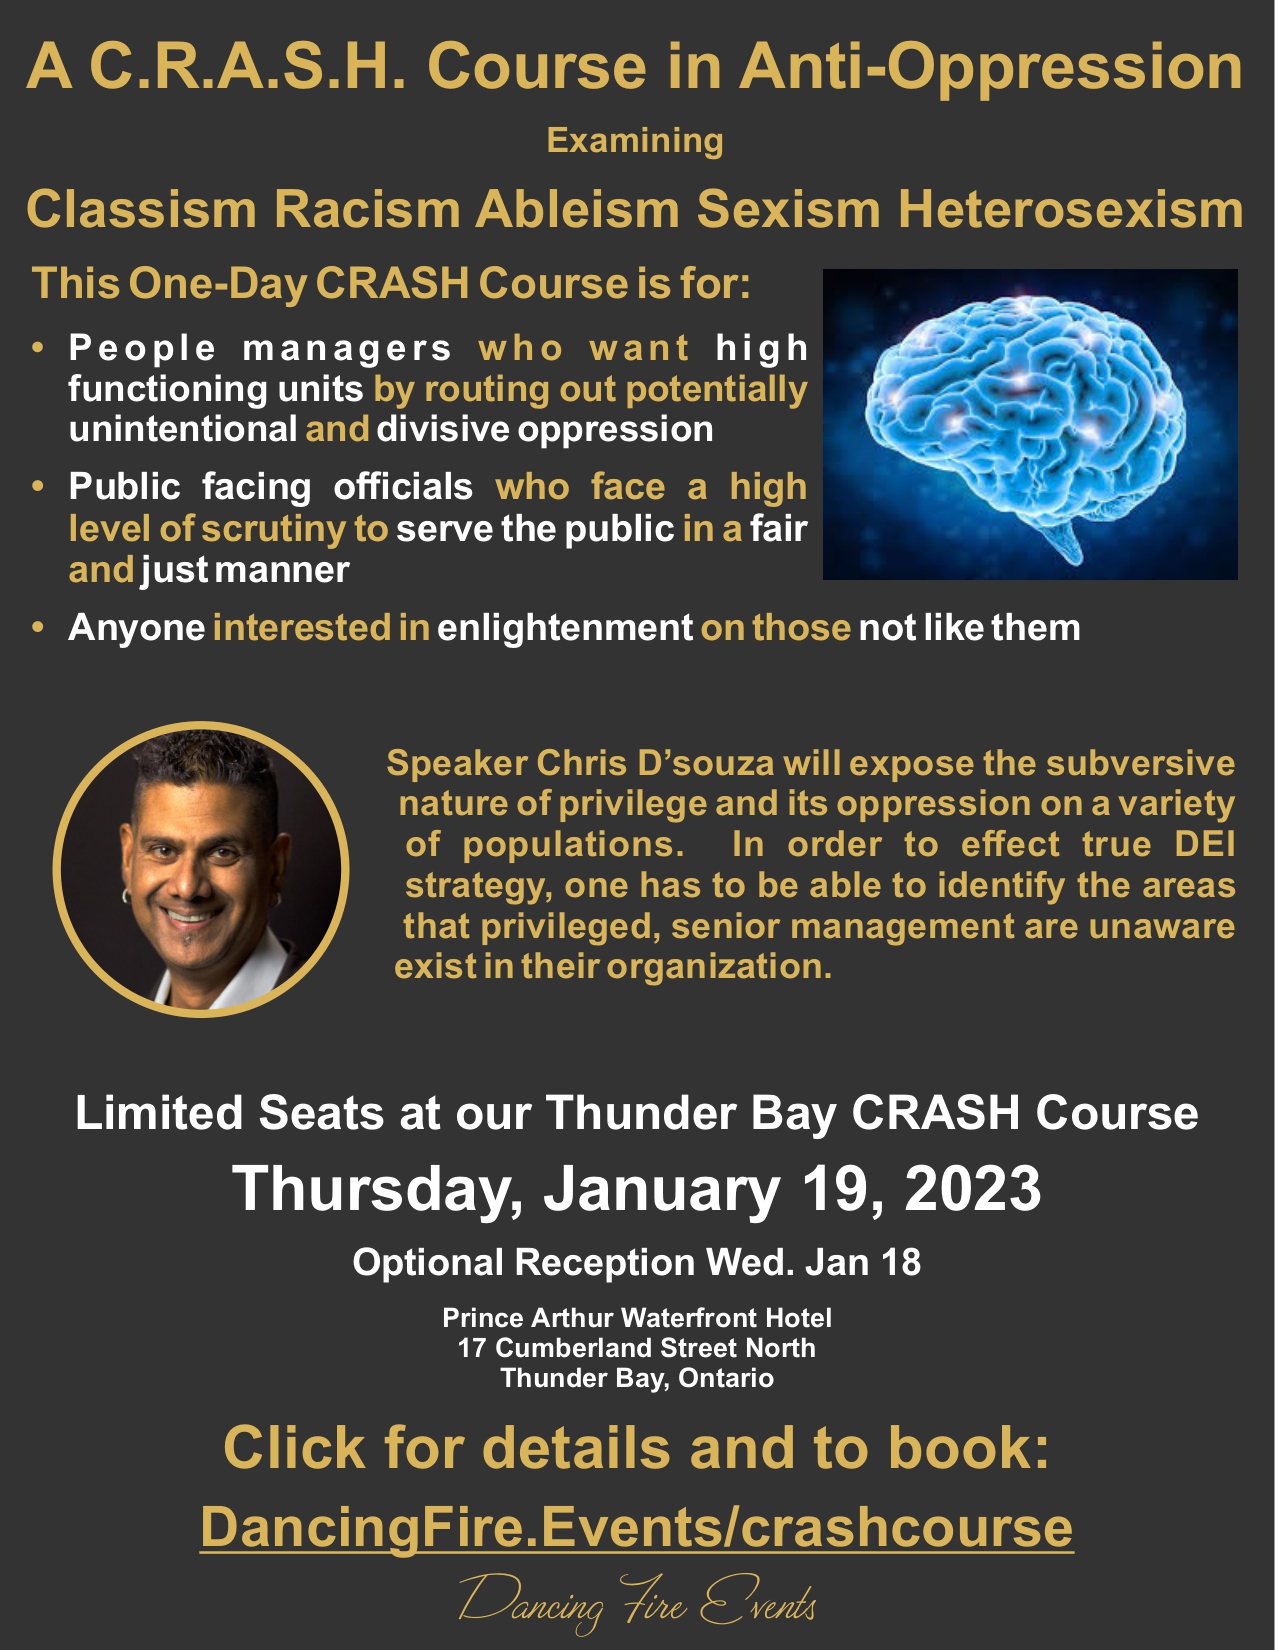 A C.R.A.S.H. Course in Anti-Oppression
Examining
Classism Racism Ableism Sexism Heterosexism
This One-Day CRASH Course is for:
• People managers who want high
functioning units by routing out potentially
unintentional and divisive oppression
• Public facing officials who face a high
level of scrutiny to serve the public in a fair
and just manner
• Anyone interested in enlightenment on those not like them
Speaker Chris D’souza will expose the subversive
nature of privilege and its oppression on a variety
of populations. In order to effect true DEI
strategy, one has to be able to identify the areas
that privileged, senior management are unaware
exist in their organization.
Limited Seats at our Thunder Bay CRASH Course
Thursday, January 19, 2023
Optional Reception Wed. Jan 18
Prince Arthur Waterfront Hotel
17 Cumberland Street North
Thunder Bay, Ontario
Click for details and to book:
DancingFire.Events/crashcourse
Dancing Fire Events